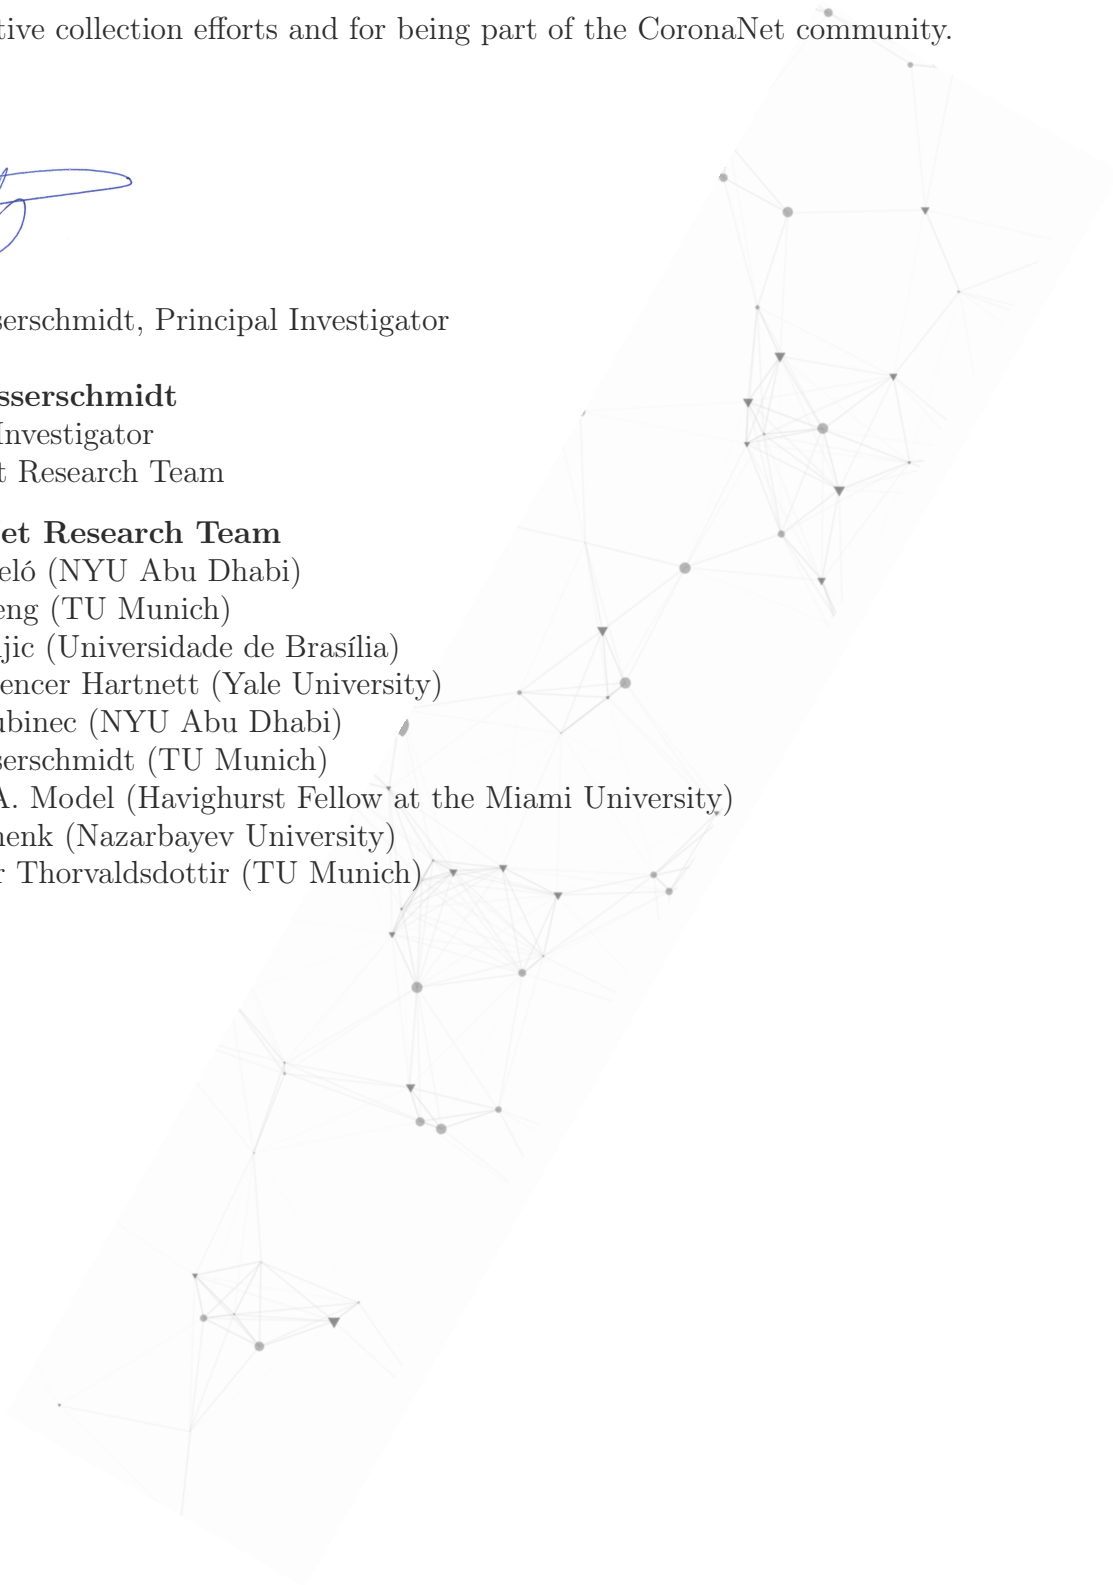 tive collection efforts and for being part of the CoronaNet community.
serschmidt, Principal Investigator
sserschmidt
Investigator
t Research Team
et Research Team
eló (NYU Abu Dhabi)
eng (TU Munich)
jic (Universidade de Brasília)
encer Hartnett (Yale University)
ubinec (NYU Abu Dhabi)
serschmidt (TU Munich)
A. Model (Havighurst Fellow at the Miami University)
henk (Nazarbayev University)
r Thorvaldsdottir (TU Munich)